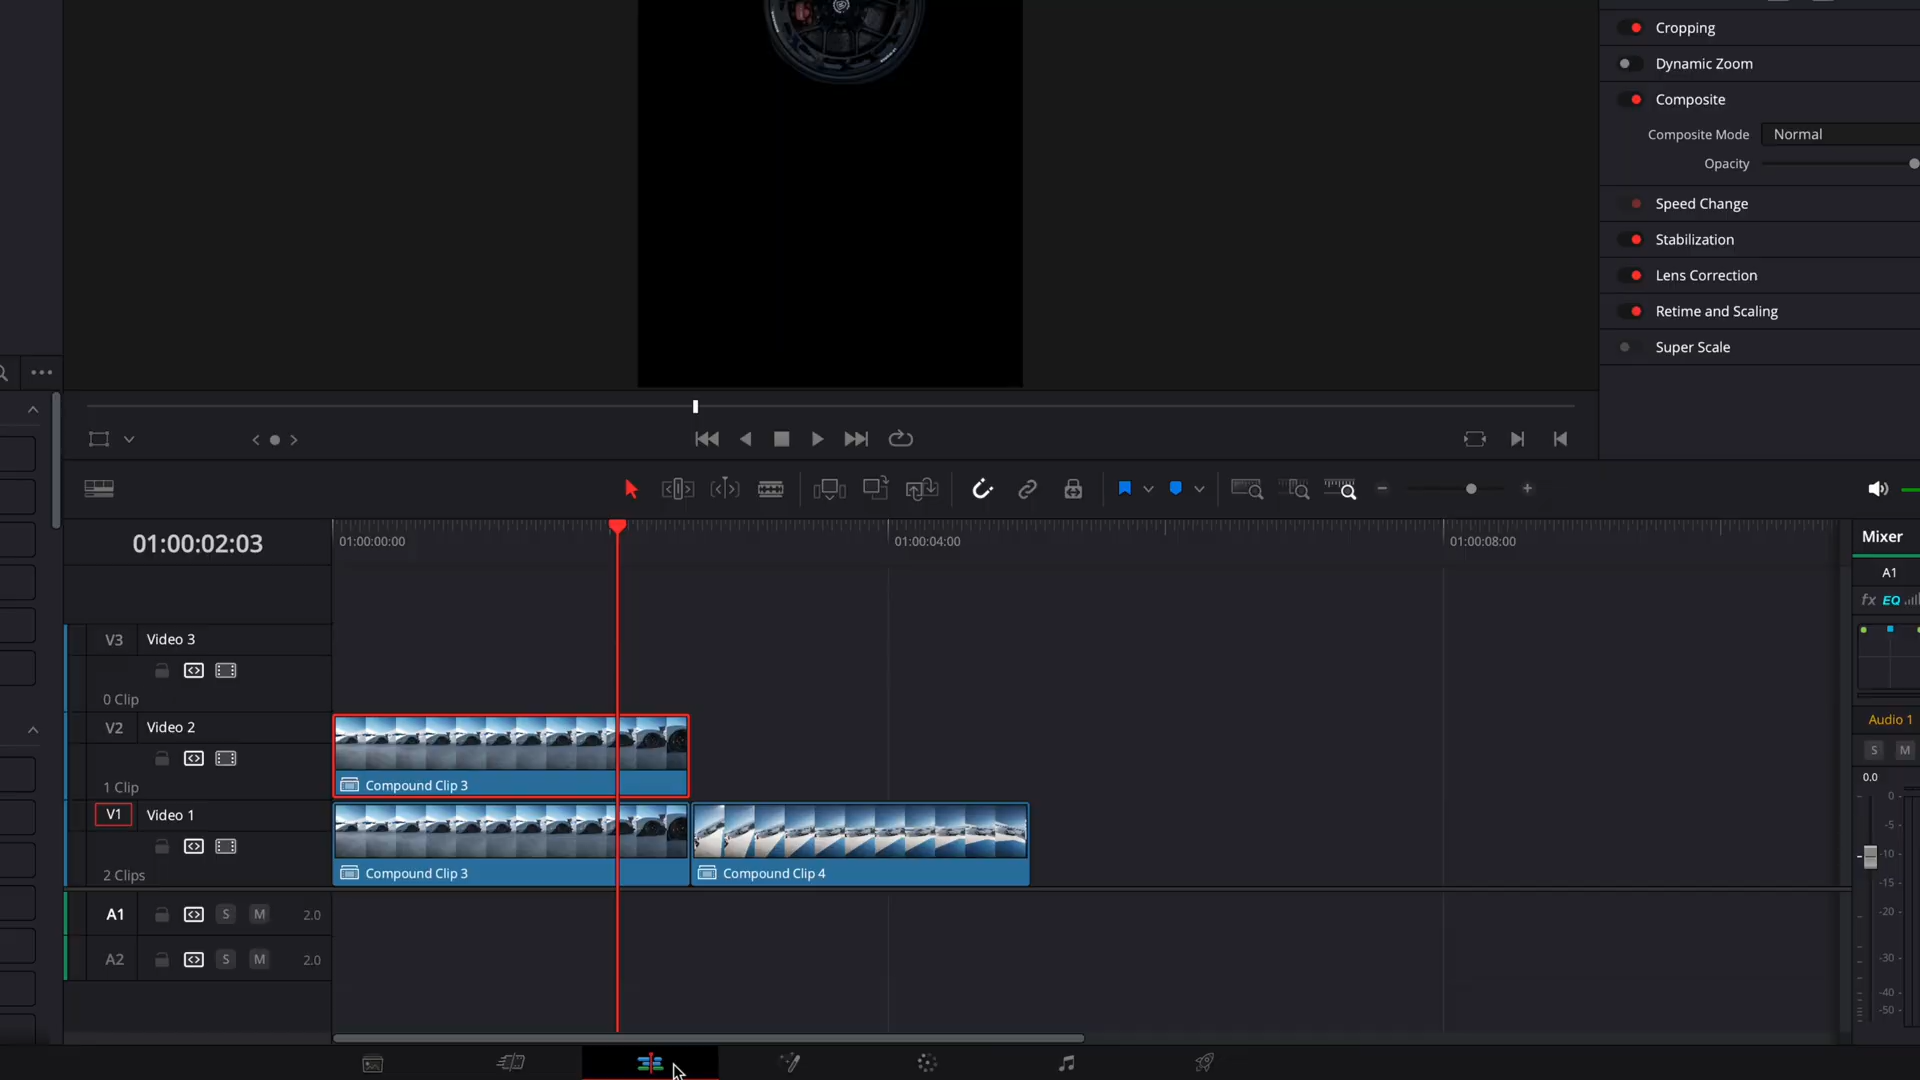 Cropping
Dynamic Zoom
Composite
Composite Mode Normal
Opacity
Speed Change
Stabilization
Lens Correction
Retime and Scaling
Super Scale
01:00:02:03
01:00:00:00
01:00:04:00
01:00:08:00
Mixer
A1
fx EQ
V3 Video 3
0 Clip
V2 Video 2
1 Clip
Compound Clip 3
V1 Video 1
2 Clips
Compound Clip 3
Compound Clip 4
A1 S M 2.0
A2 S M 2.0
Audio 1
S M
0.0
0
-5
-10
-15
-20
-30
-40
-50